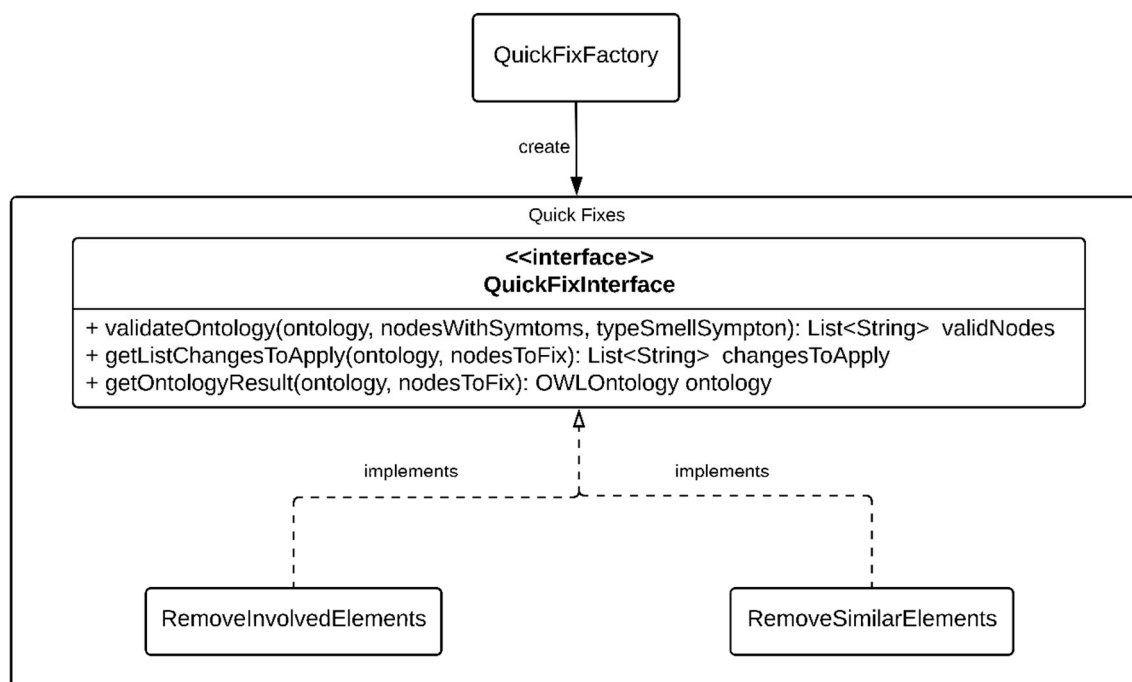 QuickFixFactory
create
Quick Fixes
<<interface>>
QuickFixInterface
+ validateOntology(ontology, nodesWithSymtoms, typeSmellSympton): List<String>  validNodes
+ getListChangesToApply(ontology, nodesToFix): List<String>  changesToApply
+ getOntologyResult(ontology, nodesToFix): OWLOntology ontology
implements
implements
RemoveInvolvedElements
RemoveSimilarElements